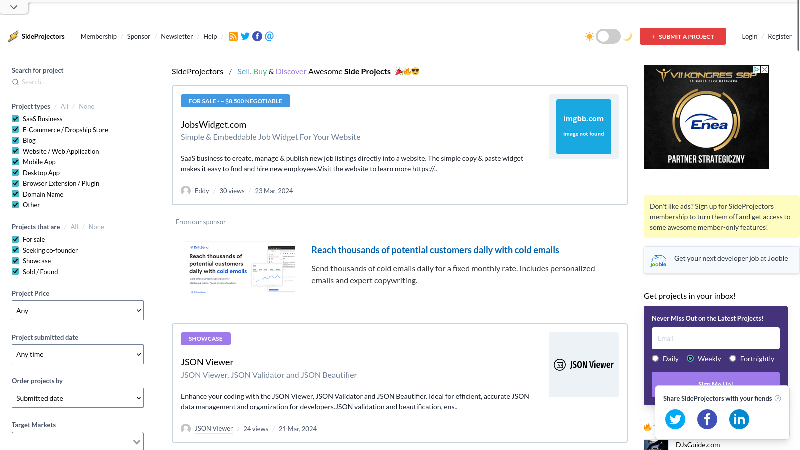 SideProjectors
Membership / Sponsor / Newsletter / Help /
+ SUBMIT A PROJECT
Login / Register
Search for project
Search
Project types / All / None
SaaS Business
E-Commerce / Dropship Store
Blog
Website / Web Application
Mobile App
Desktop App
Browser Extension / Plugin
Domain Name
Other
Projects that are / All / None
For sale
Seeking co-founder
Showcase
Sold / Found
Project Price
Any
Project submitted date
Any time
Order projects by
Submitted date
Target Markets
SideProjectors / Sell, Buy & Discover Awesome Side Projects
FOR SALE · ~ $8,500 NEGOTIABLE
JobsWidget.com
Simple & Embeddable Job Widget For Your Website
SaaS business to create, manage & publish new job listings directly into a website. The simple copy & paste widget
makes it easy to find and hire new employees.Visit the website to learn more https://..
Eddy / 30 views / 23 Mar, 2024
imgbb.com
image not found
From our sponsor
Reach thousands of
potential customers
daily with cold emails
Reach thousands of potential customers daily with cold emails
Send thousands of cold emails daily for a fixed monthly rate. Includes personalized
emails and expert copywriting.
SHOWCASE
JSON Viewer
JSON Viewer, JSON Validator and JSON Beautifier
Enhance your coding with the JSON Viewer, JSON Validator and JSON Beautifier. Ideal for efficient, accurate JSON
data management and organization for developers.JSON validation and beautification, ens..
JSON Viewer / 24 views / 21 Mar, 2024
JSON Viewer
VII KONGRES SBP
Enea
PARTNER STRATEGICZNY
Don't like ads? Sign up for SideProjectors
membership to turn them off and get access to
some awesome member-only features!
jooble
Get your next developer job at Jooble
Get projects in your inbox!
Never Miss Out on the Latest Projects!
Email
Daily Weekly Fortnightly
Sign Me Up!
Share SideProjectors with your fiends
DJsGuide.com